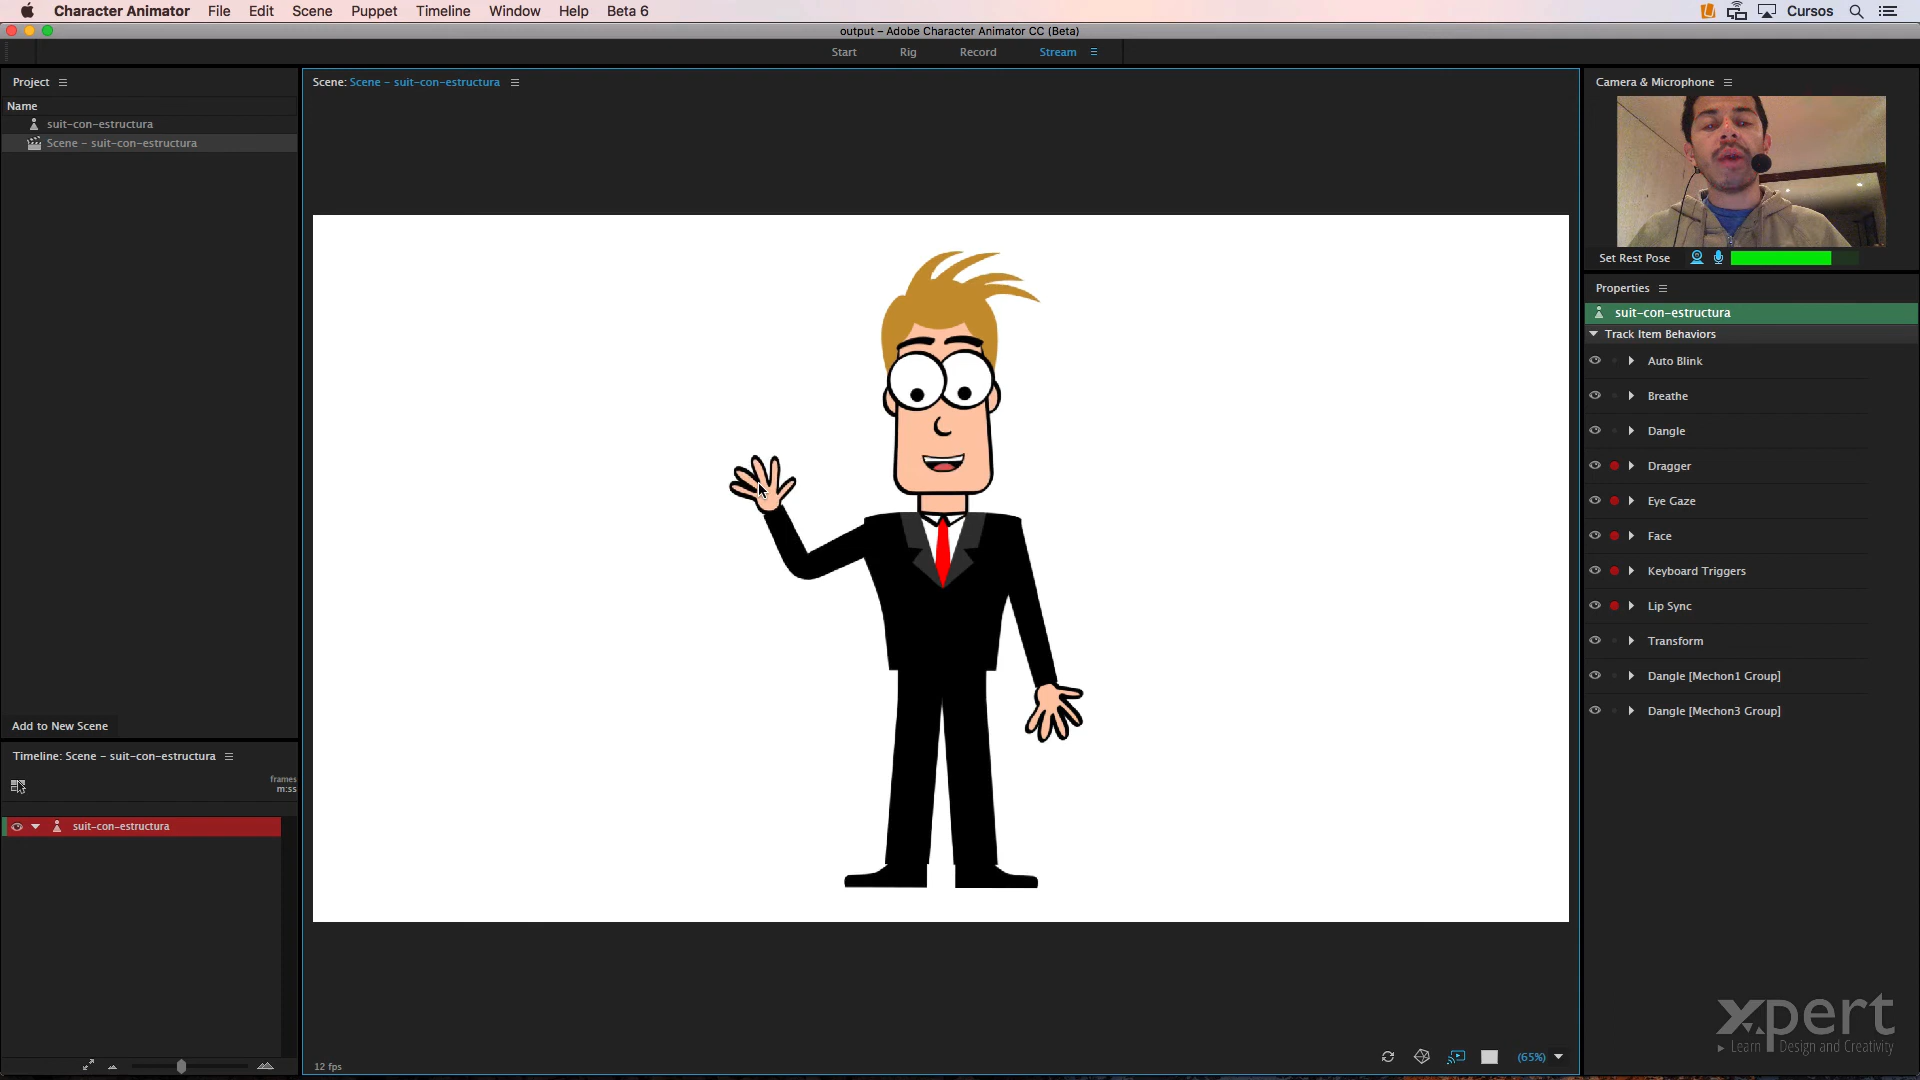 Character Animator File Edit Scene Puppet Timeline Window Help Beta 6 Cursos
output – Adobe Character Animator CC (Beta)
Start Rig Record Stream
Project
Name
suit-con-estructura
Scene – suit-con-estructura
Add to New Scene
Timeline: Scene – suit-con-estructura
frames
m:ss
suit-con-estructura
Scene: Scene – suit-con-estructura
12 fps
(65%)
Camera & Microphone
Set Rest Pose
Properties
suit-con-estructura
Track Item Behaviors
Auto Blink
Breathe
Dangle
Dragger
Eye Gaze
Face
Keyboard Triggers
Lip Sync
Transform
Dangle [Mechon1 Group]
Dangle [Mechon3 Group]
xpert
Learn Design and Creativity